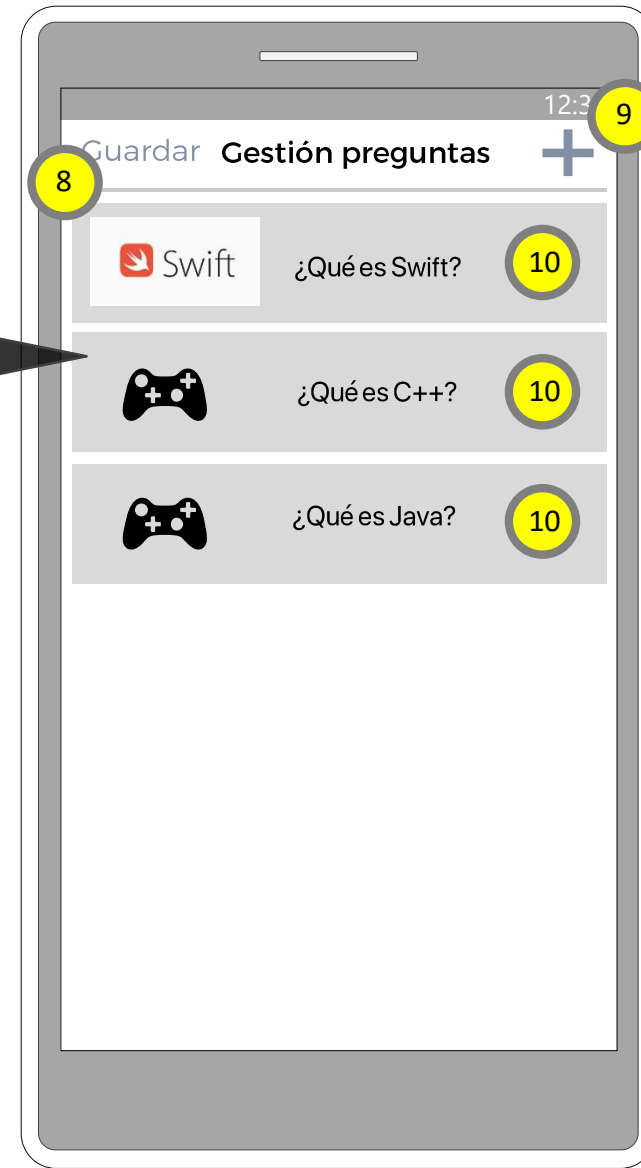 12:3
9
Guardar Gestión preguntas
8
Swift ¿Qué es Swift? 10
¿Qué es C++? 10
¿Qué es Java? 10